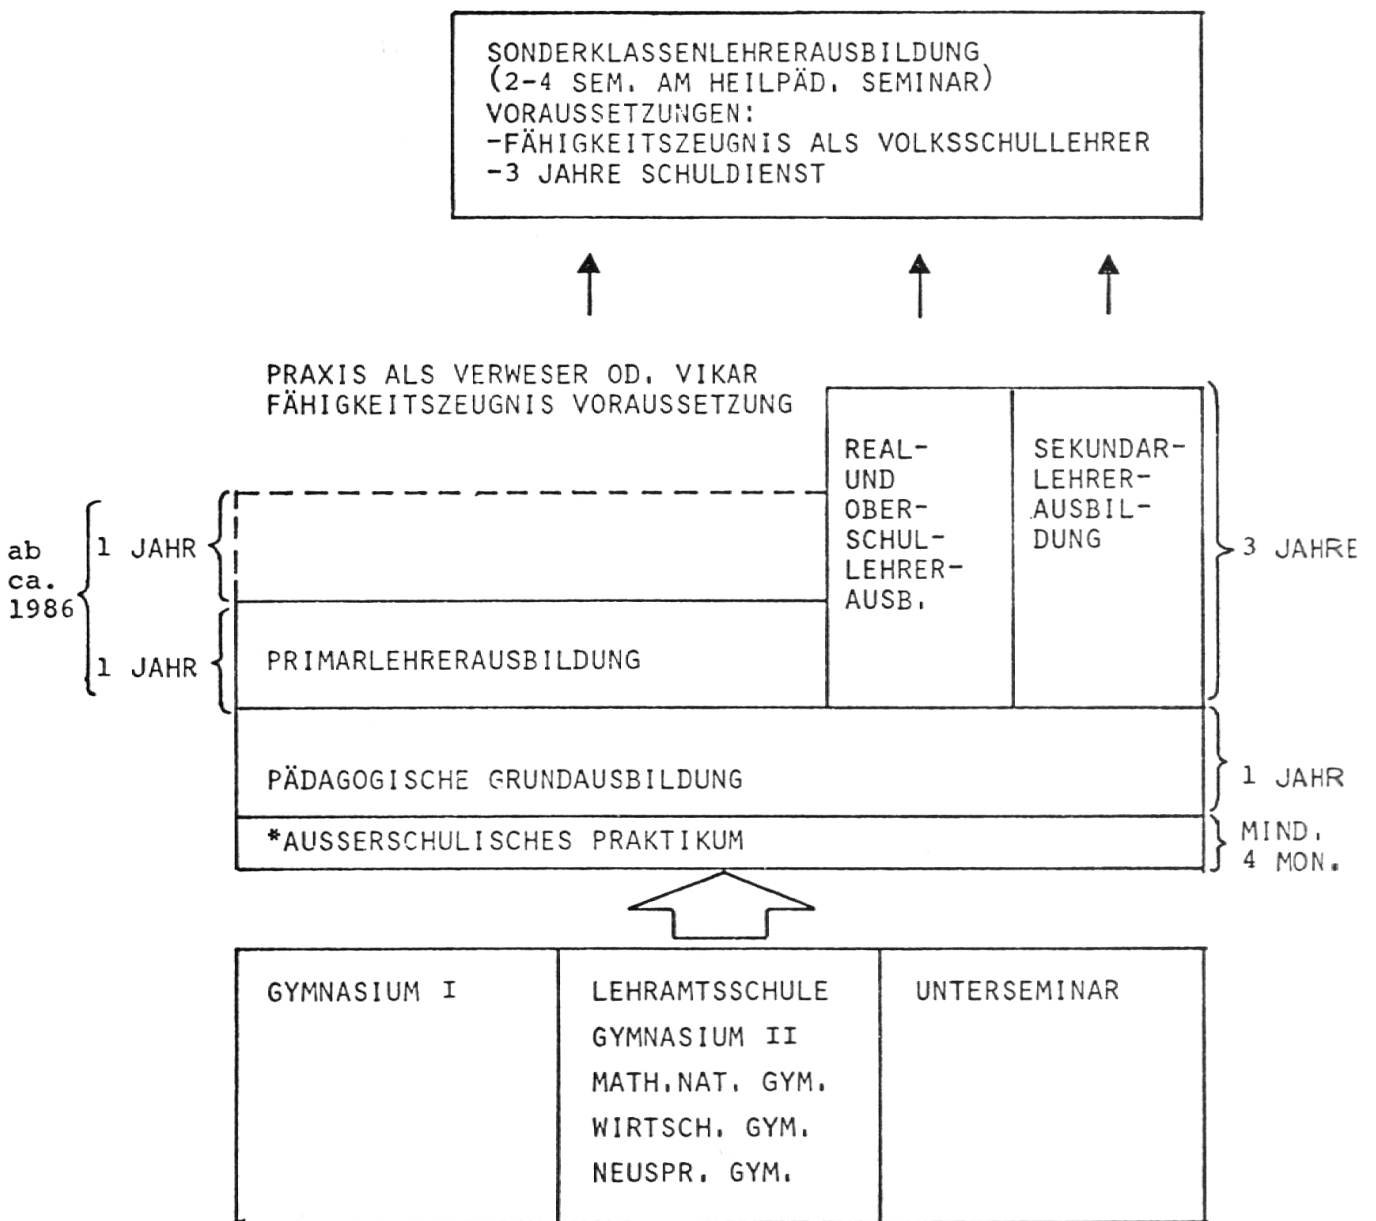 SONDERKLASSENLEHRERAUSBILDUNG
(2-4 SEM. AM HEILPÄD. SEMINAR)
VORAUSSETZUNGEN:
-FÄHIGKEITSZEUGNIS ALS VOLKSSCHULLEHRER
-3 JAHRE SCHULDIENST
PRAXIS ALS VERWESER OD. VIKAR
FÄHIGKEITSZEUGNIS VORAUSSETZUNG
REAL-
UND
OBER-
SCHUL-
LEHRER-
AUSB.
SEKUNDAR-
LEHRER-
AUSBIL-
DUNG
3 JAHRE
ab
ca.
1986
1 JAHR
1 JAHR
PRIMARLEHRERAUSBILDUNG
PÄDAGOGISCHE GRUNDAUSBILDUNG
1 JAHR
*AUSSERSCHULISCHES PRAKTIKUM
MIND.
4 MON.
GYMNASIUM I
LEHRAMTSSCHULE
GYMNASIUM II
MATH.NAT. GYM.
WIRTSCH. GYM.
NEUSPR. GYM.
UNTERSEMINAR